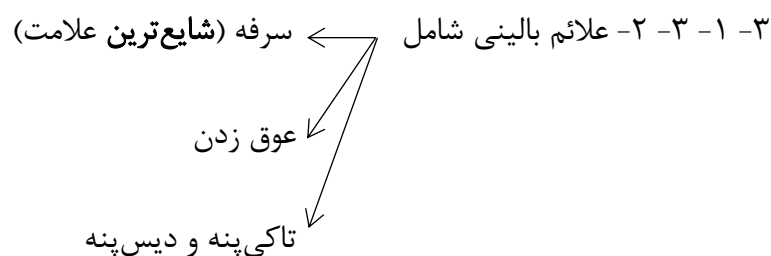 ۳- ۱- ۳- ۲- علائم بالینی شامل سرفه (شایع‌ترین علامت)
عوق زدن
تاکی‌پنه و دیس‌پنه